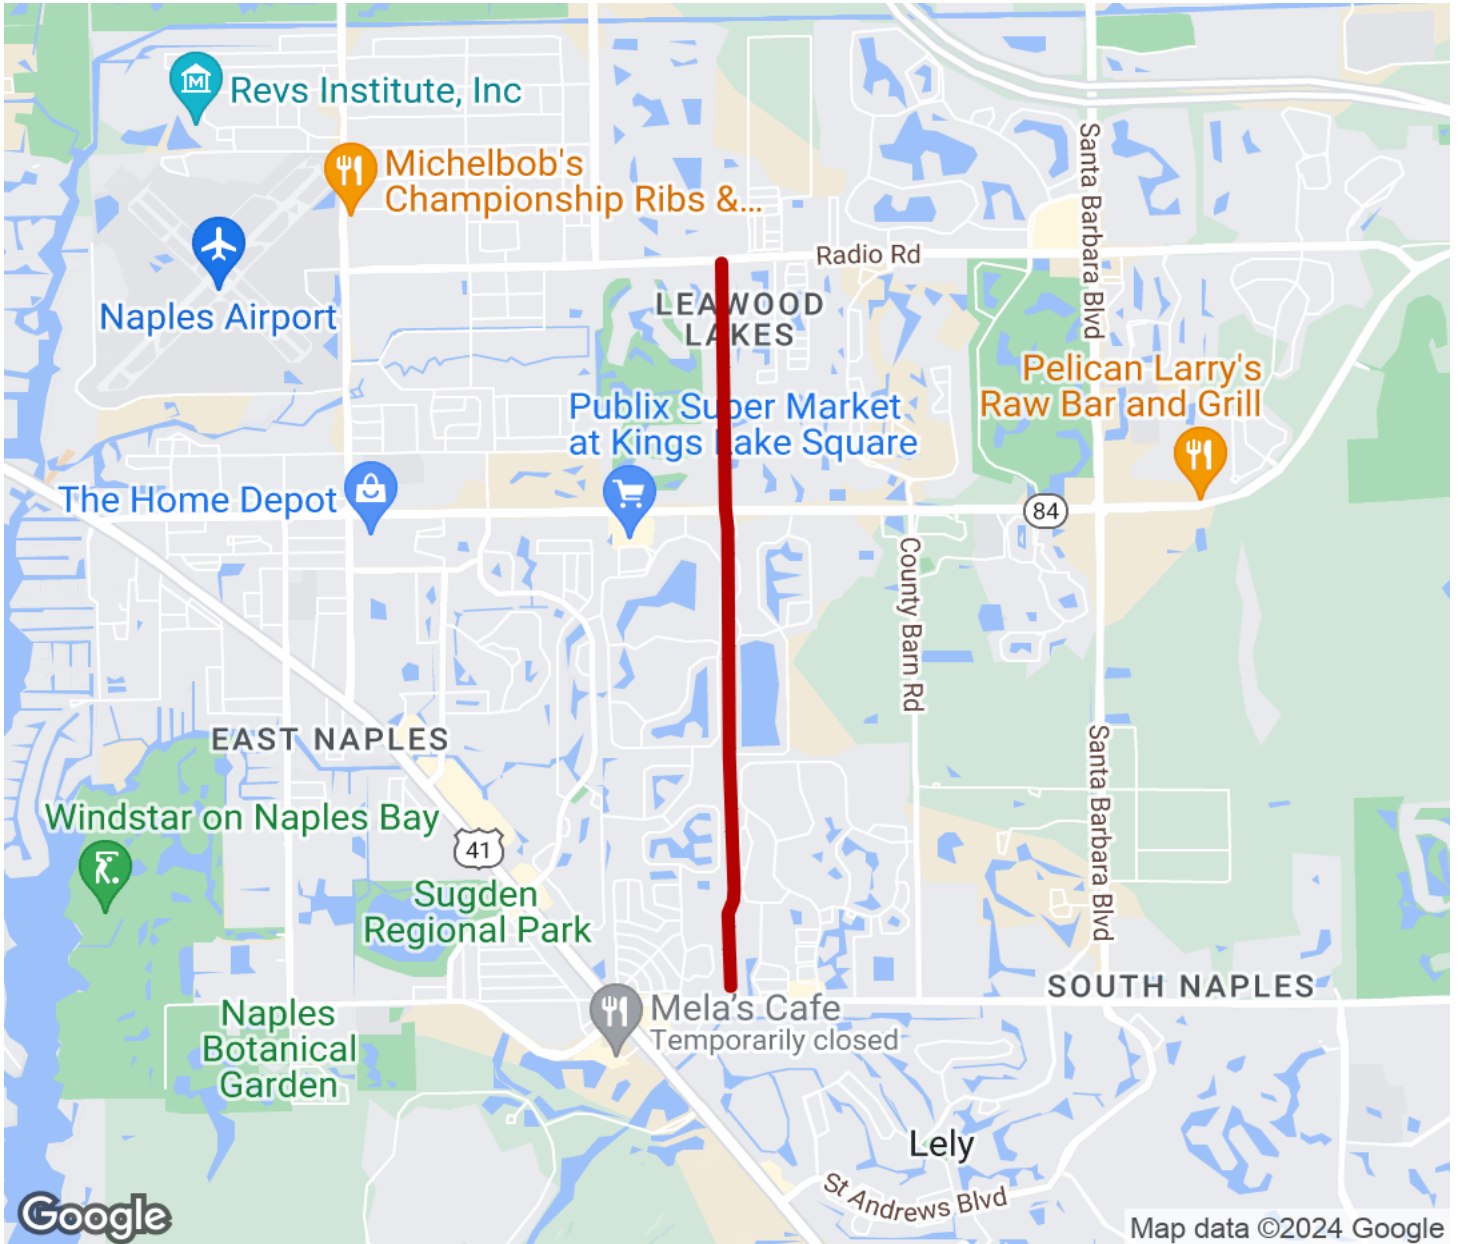 Revs Institute, Inc
Michelbob's
Championship Ribs &...
Santa Barbara Blvd
Naples Airport
Radio Rd
LEAWOOD
LAKES
Pelican Larry's
Raw Bar and Grill
Publix Super Market
at Kings Lake Square
The Home Depot
84
County Barn Rd
EAST NAPLES
Santa Barbara Blvd
Windstar on Naples Bay
41
Sugden
Regional Park
SOUTH NAPLES
Naples
Botanical
Garden
Mela's Cafe
Temporarily closed
Lely
St Andrews Blvd
Google
Map data ©2024 Google